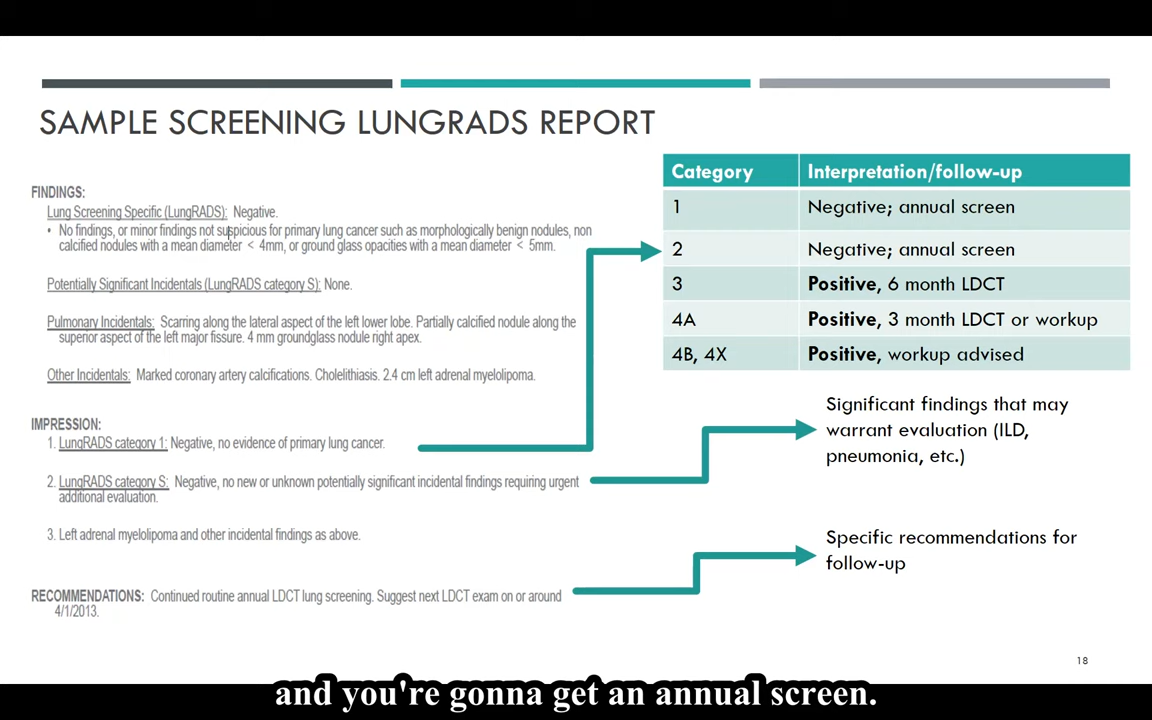 SAMPLE SCREENING LUNGRADS REPORT
FINDINGS:
Lung Screening Specific (LungRADS): Negative.
• No findings, or minor findings not suspicious for primary lung cancer such as morphologically benign nodules, non
calcified nodules with a mean diameter < 4mm, or ground glass opacities with a mean diameter < 5mm.
Potentially Significant Incidentals (LungRADS category S): None.
Pulmonary Incidentals: Scarring along the lateral aspect of the left lower lobe. Partially calcified nodule along the
superior aspect of the left major fissure. 4 mm groundglass nodule right apex.
Other Incidentals: Marked coronary artery calcifications. Cholelithiasis. 2.4 cm left adrenal myelolipoma.
IMPRESSION:
1. LungRADS category 1: Negative, no evidence of primary lung cancer.
2. LungRADS category S: Negative, no new or unknown potentially significant incidental findings requiring urgent
additional evaluation.
3. Left adrenal myelolipoma and other incidental findings as above.
RECOMMENDATIONS: Continued routine annual LDCT lung screening. Suggest next LDCT exam on or around
4/1/2013.
Category Interpretation/follow-up
1 Negative; annual screen
2 Negative; annual screen
3 Positive, 6 month LDCT
4A Positive, 3 month LDCT or workup
4B, 4X Positive, workup advised
Significant findings that may
warrant evaluation (ILD,
pneumonia, etc.)
Specific recommendations for
follow-up
18
and you're gonna get an annual screen.